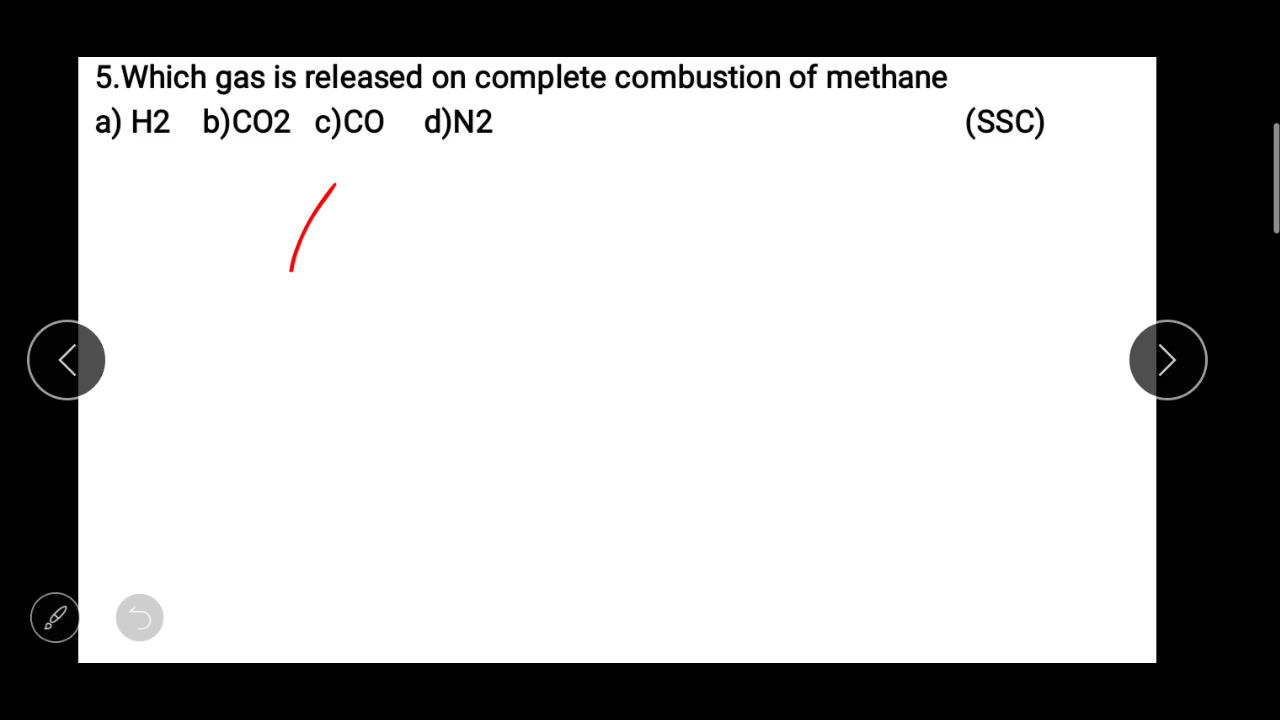 5.Which gas is released on complete combustion of methane
a) H2 b)CO2 c)CO d)N2 (SSC)